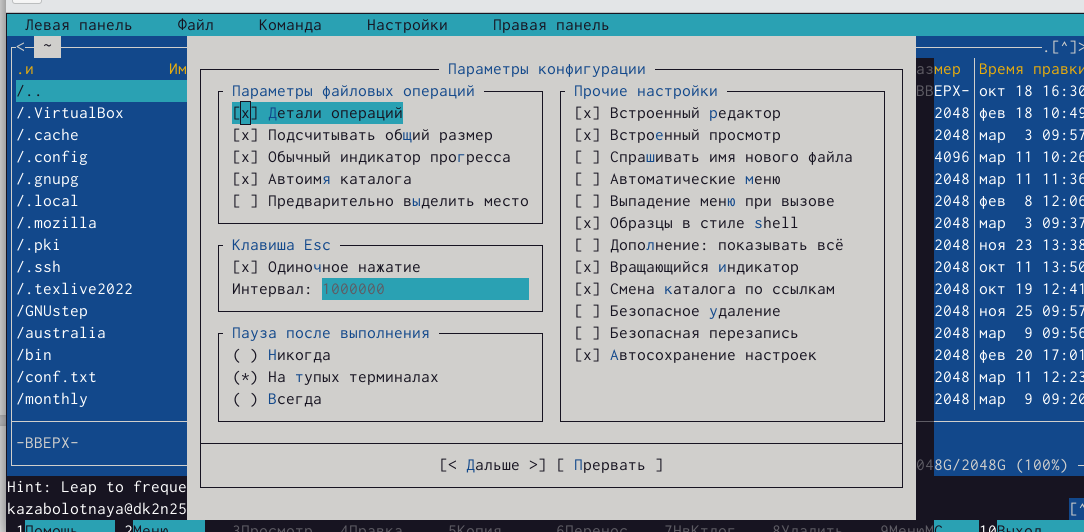 Левая панель Файл Команда Настройки Правая панель
<- ~ .[^]>
.и Им Параметры конфигурации азмер Время правки
/.. Параметры файловых операций Прочие настройки ВЕРХ- окт 18 16:30
/.VirtualBox [x] Детали операций [x] Встроенный редактор 2048 фев 18 10:49
/.cache [x] Подсчитывать общий размер [x] Встроенный просмотр 2048 мар 3 09:57
/.config [x] Обычный индикатор прогресса [ ] Спрашивать имя нового файла 4096 мар 11 10:26
/.gnupg [x] Автоимя каталога [ ] Автоматические меню 2048 мар 11 11:36
/.local [ ] Предварительно выделить место [ ] Выпадение меню при вызове 2048 фев 8 12:06
/.mozilla [x] Образцы в стиле shell 2048 мар 3 09:37
/.pki Клавиша Esc [ ] Дополнение: показывать всё 2048 ноя 23 13:38
/.ssh [x] Одиночное нажатие [x] Вращающийся индикатор 2048 окт 11 13:50
/.texlive2022 Интервал: 1000000 [x] Смена каталога по ссылкам 2048 окт 19 12:41
/GNUstep [ ] Безопасное удаление 2048 ноя 25 09:57
/australia Пауза после выполнения [ ] Безопасная перезапись 2048 мар 9 09:56
/bin ( ) Никогда [x] Автосохранение настроек 2048 фев 20 17:01
/conf.txt (*) На тупых терминалах 2048 мар 11 12:23
/monthly ( ) Всегда 2048 мар 9 09:20
-ВВЕРХ-
[< Дальше >] [ Прервать ] 048G/2048G (100%)
Hint: Leap to freque
kazabolotnaya@dk2n25 [^
1Помощь 2Меню 3Просмотр 4Правка 5Копия 6Перенос 7НвКтлог 8Удалить 9МенюMC 10Выход